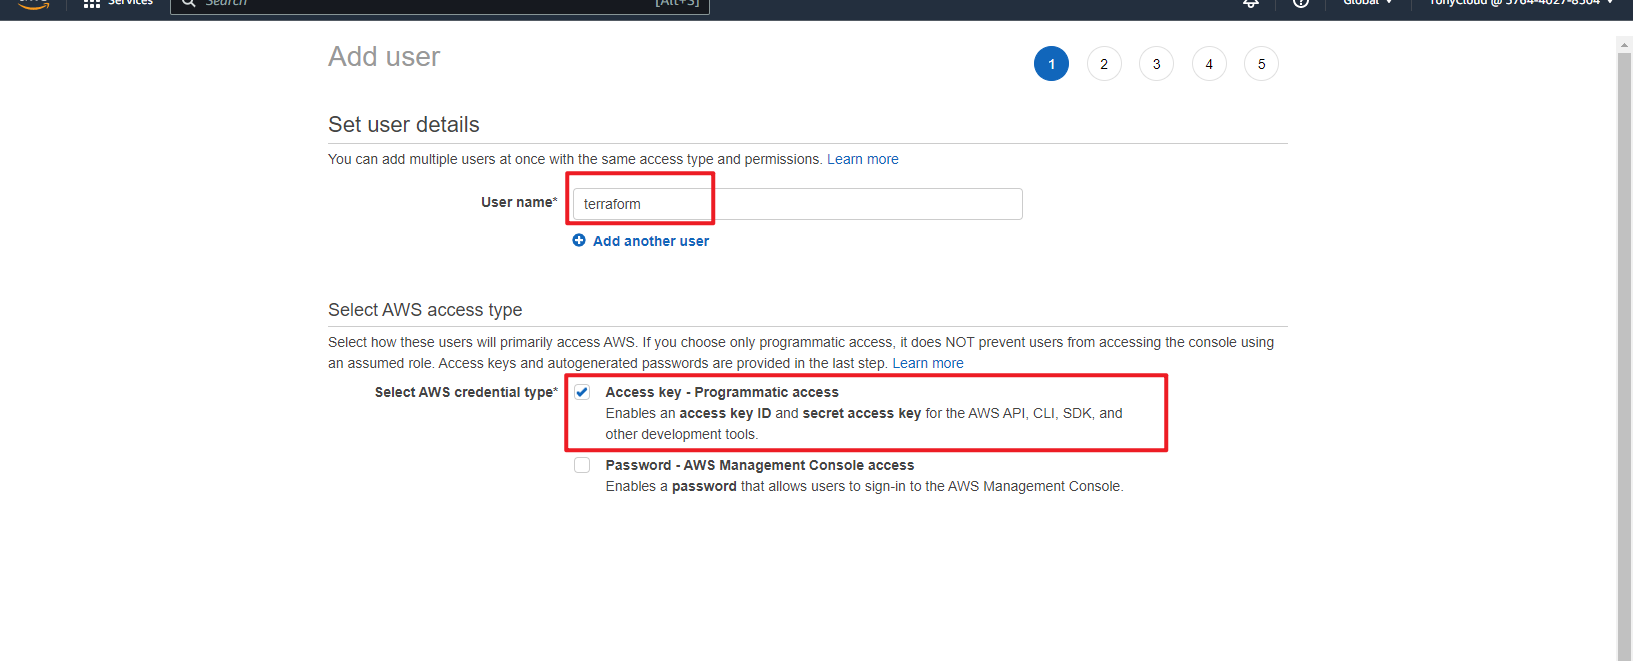 Services
Search
[Alt+S]
Global
TonyCloud @
Add user
1 2 3 4 5
Set user details
You can add multiple users at once with the same access type and permissions. Learn more
User name*
terraform
Add another user
Select AWS access type
Select how these users will primarily access AWS. If you choose only programmatic access, it does NOT prevent users from accessing the console using
an assumed role. Access keys and autogenerated passwords are provided in the last step. Learn more
Select AWS credential type*
Access key - Programmatic access
Enables an access key ID and secret access key for the AWS API, CLI, SDK, and
other development tools.
Password - AWS Management Console access
Enables a password that allows users to sign-in to the AWS Management Console.